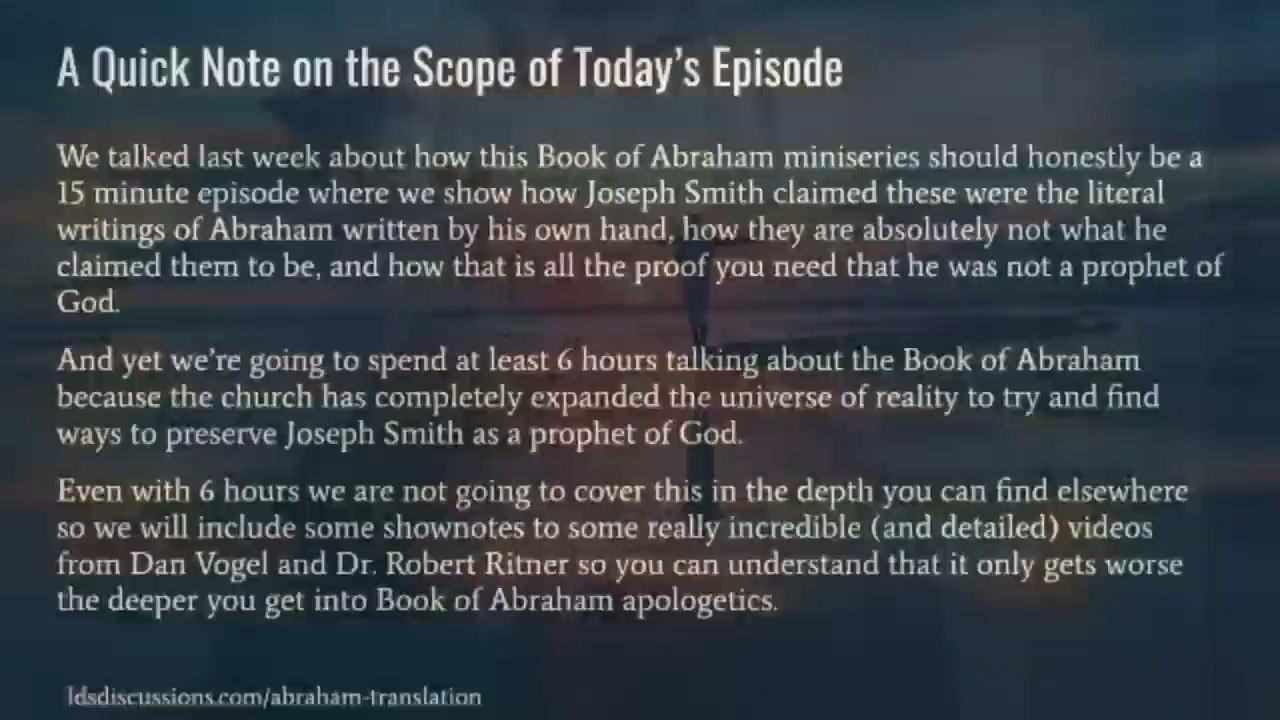 A Quick Note on the Scope of Today's Episode
We talked last week about how this Book of Abraham miniseries should honestly be a
15 minute episode where we show how Joseph Smith claimed these were the literal
writings of Abraham written by his own hand, how they are absolutely not what he
claimed them to be, and how that is all the proof you need that he was not a prophet of
God.
And yet we're going to spend at least 6 hours talking about the Book of Abraham
because the church has completely expanded the universe of reality to try and find
ways to preserve Joseph Smith as a prophet of God.
Even with 6 hours we are not going to cover this in the depth you can find elsewhere
so we will include some shownotes to some really incredible (and detailed) videos
from Dan Vogel and Dr. Robert Ritner so you can understand that it only gets worse
the deeper you get into Book of Abraham apologetics.
ldsdiscussions.com/abraham-translation